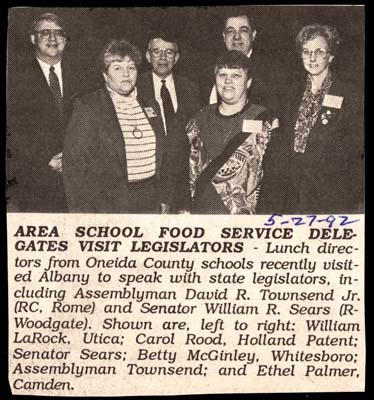 5-27-92
AREA SCHOOL FOOD SERVICE DELE-
GATES VISIT LEGISLATORS - Lunch direc-
tors from Oneida County schools recently visit-
ed Albany to speak with state legislators, in-
cluding Assemblyman David R. Townsend Jr.
(RC, Rome) and Senator William R. Sears (R-
Woodgate). Shown are, left to right: William
LaRock, Utica; Carol Rood, Holland Patent;
Senator Sears; Betty McGinley, Whitesboro;
Assemblyman Townsend; and Ethel Palmer,
Camden.